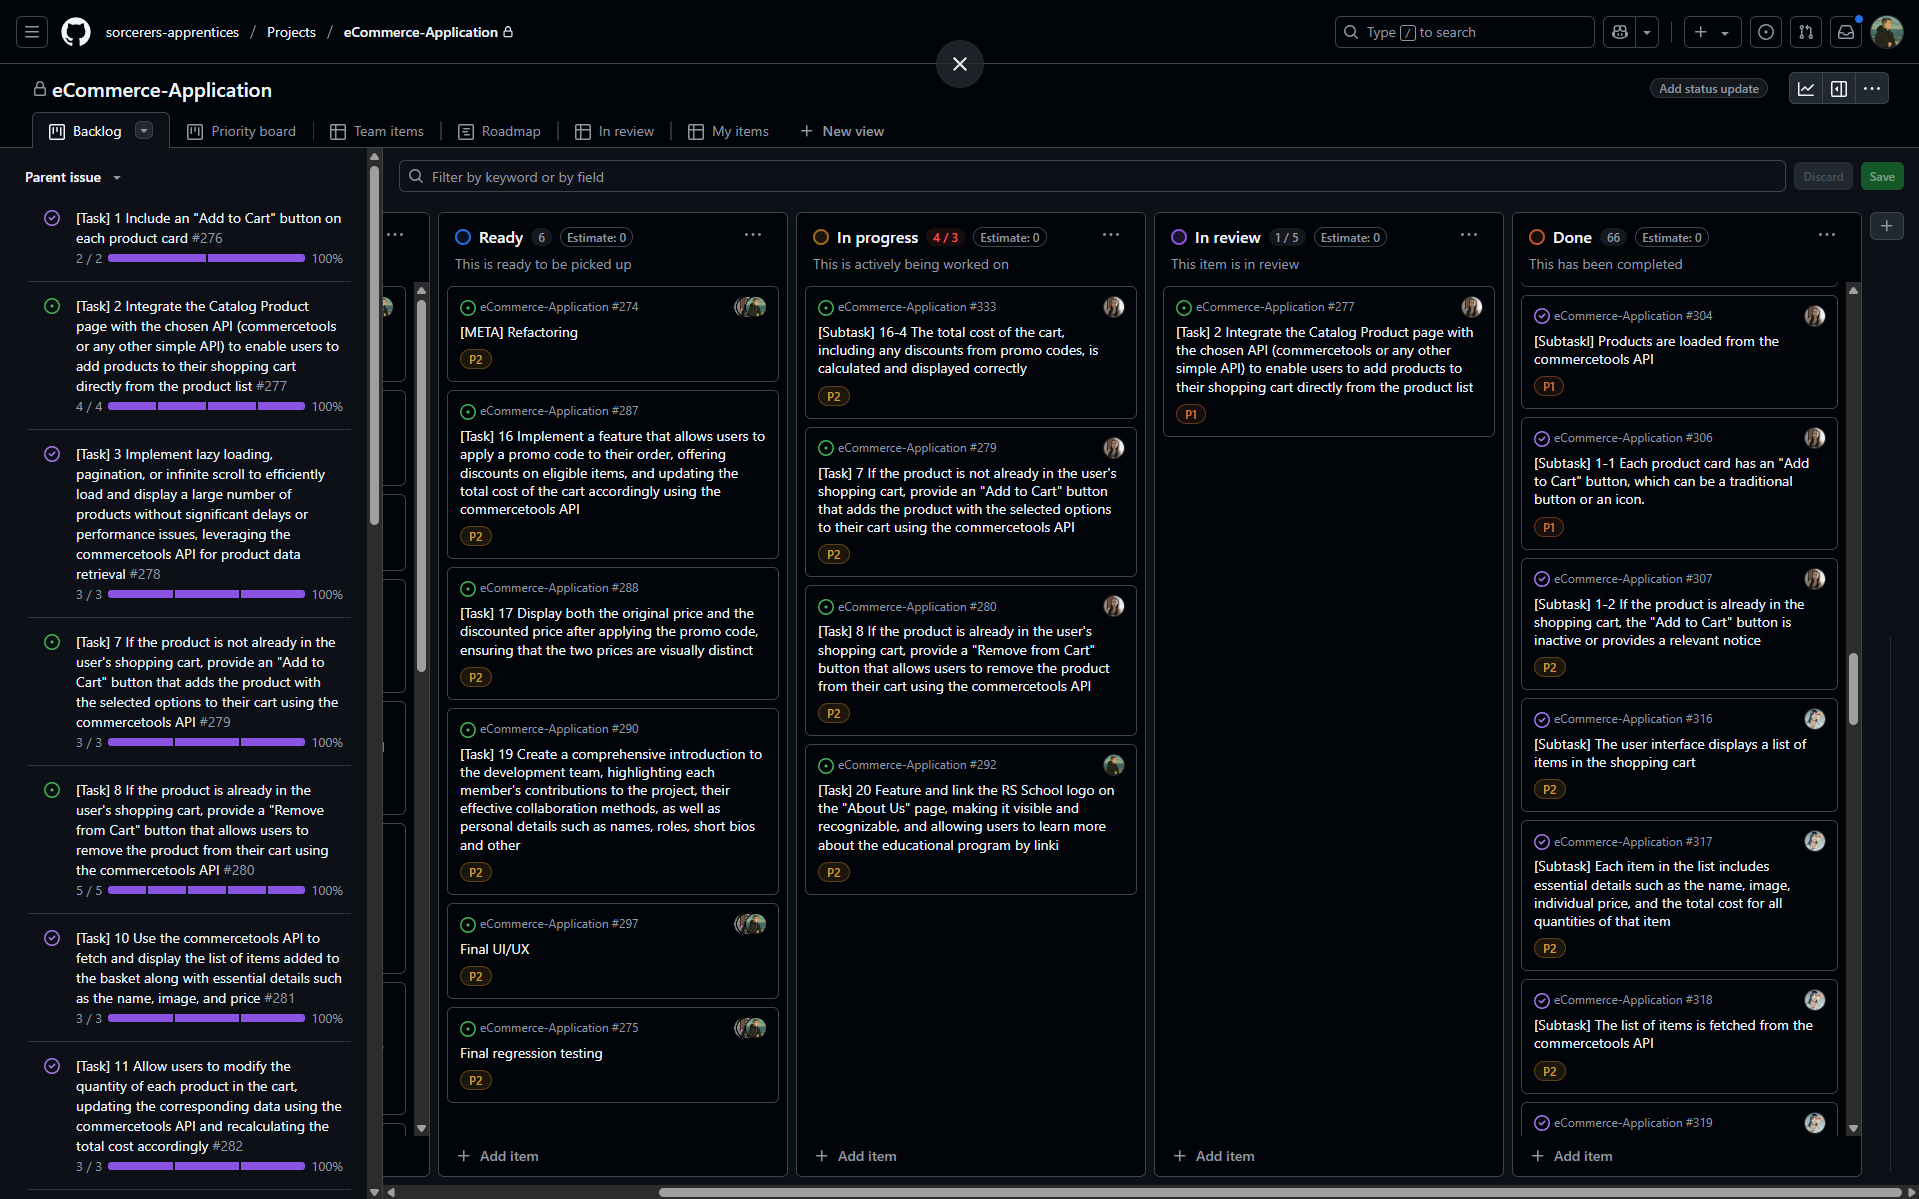 sorcerers-apprentices / Projects / eCommerce-Application
Type / to search
eCommerce-Application
Add status update
Backlog
Priority board
Team items
Roadmap
In review
My items
New view
Parent issue
[Task] 1 Include an "Add to Cart" button on
each product card #276
2 / 2 100%
[Task] 2 Integrate the Catalog Product
page with the chosen API (commercetools
or any other simple API) to enable users to
add products to their shopping cart
directly from the product list #277
4 / 4 100%
[Task] 3 Implement lazy loading,
pagination, or infinite scroll to efficiently
load and display a large number of
products without significant delays or
performance issues, leveraging the
commercetools API for product data
retrieval #278
3 / 3 100%
[Task] 7 If the product is not already in the
user's shopping cart, provide an "Add to
Cart" button that adds the product with
the selected options to their cart using the
commercetools API #279
3 / 3 100%
[Task] 8 If the product is already in the
user's shopping cart, provide a "Remove
from Cart" button that allows users to
remove the product from their cart using
the commercetools API #280
5 / 5 100%
[Task] 10 Use the commercetools API to
fetch and display the list of items added to
the basket along with essential details such
as the name, image, and price #281
3 / 3 100%
[Task] 11 Allow users to modify the
quantity of each product in the cart,
updating the corresponding data using the
commercetools API and recalculating the
total cost accordingly #282
3 / 3 100%
Filter by keyword or by field
Discard
Save
Ready 6 Estimate: 0
This is ready to be picked up
eCommerce-Application #274
[META] Refactoring
P2
eCommerce-Application #287
[Task] 16 Implement a feature that allows users to
apply a promo code to their order, offering
discounts on eligible items, and updating the
total cost of the cart accordingly using the
commercetools API
P2
eCommerce-Application #288
[Task] 17 Display both the original price and the
discounted price after applying the promo code,
ensuring that the two prices are visually distinct
P2
eCommerce-Application #290
[Task] 19 Create a comprehensive introduction to
the development team, highlighting each
member's contributions to the project, their
effective collaboration methods, as well as
personal details such as names, roles, short bios
and other
P2
eCommerce-Application #297
Final UI/UX
P2
eCommerce-Application #275
Final regression testing
P2
Add item
In progress 4 / 3 Estimate: 0
This is actively being worked on
eCommerce-Application #333
[Subtask] 16-4 The total cost of the cart,
including any discounts from promo codes, is
calculated and displayed correctly
P2
eCommerce-Application #279
[Task] 7 If the product is not already in the user's
shopping cart, provide an "Add to Cart" button
that adds the product with the selected options
to their cart using the commercetools API
P2
eCommerce-Application #280
[Task] 8 If the product is already in the user's
shopping cart, provide a "Remove from Cart"
button that allows users to remove the product
from their cart using the commercetools API
P2
eCommerce-Application #292
[Task] 20 Feature and link the RS School logo on
the "About Us" page, making it visible and
recognizable, and allowing users to learn more
about the educational program by linki
P2
Add item
In review 1 / 5 Estimate: 0
This item is in review
eCommerce-Application #277
[Task] 2 Integrate the Catalog Product page with
the chosen API (commercetools or any other
simple API) to enable users to add products to
their shopping cart directly from the product list
P1
Add item
Done 66 Estimate: 0
This has been completed
eCommerce-Application #304
[Subtaskl] Products are loaded from the
commercetools API
P1
eCommerce-Application #306
[Subtask] 1-1 Each product card has an "Add
to Cart" button, which can be a traditional
button or an icon.
P1
eCommerce-Application #307
[Subtask] 1-2 If the product is already in the
shopping cart, the "Add to Cart" button is
inactive or provides a relevant notice
P2
eCommerce-Application #316
[Subtask] The user interface displays a list of
items in the shopping cart
P2
eCommerce-Application #317
[Subtask] Each item in the list includes
essential details such as the name, image,
individual price, and the total cost for all
quantities of that item
P2
eCommerce-Application #318
[Subtask] The list of items is fetched from the
commercetools API
P2
eCommerce-Application #319
Add item